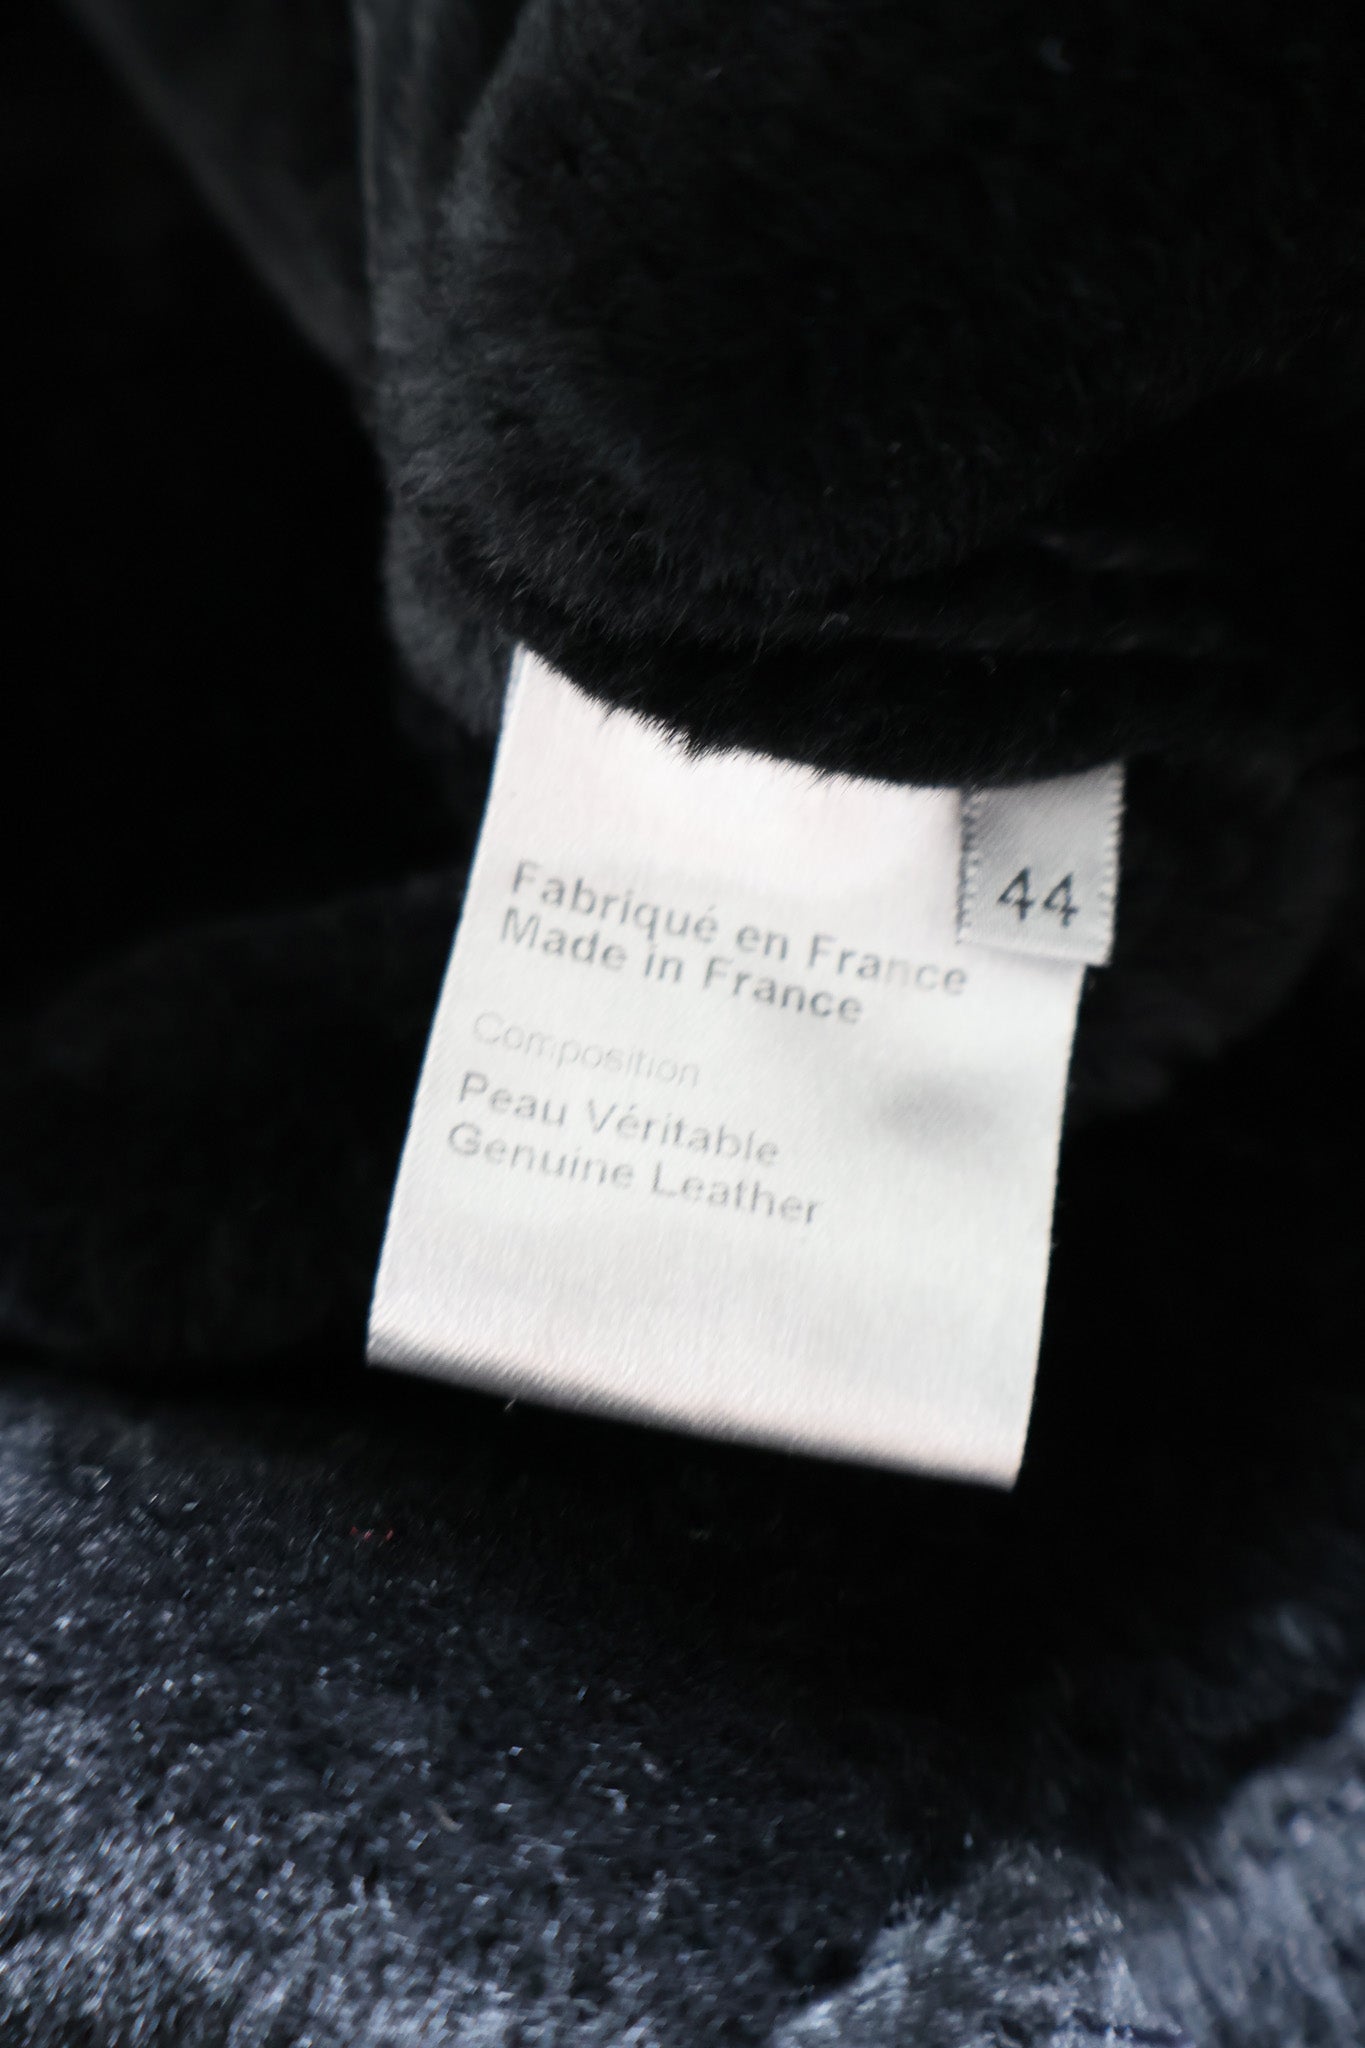 44
Fabriqué en France
Made in France
Composition
Peau Véritable
Genuine Leather